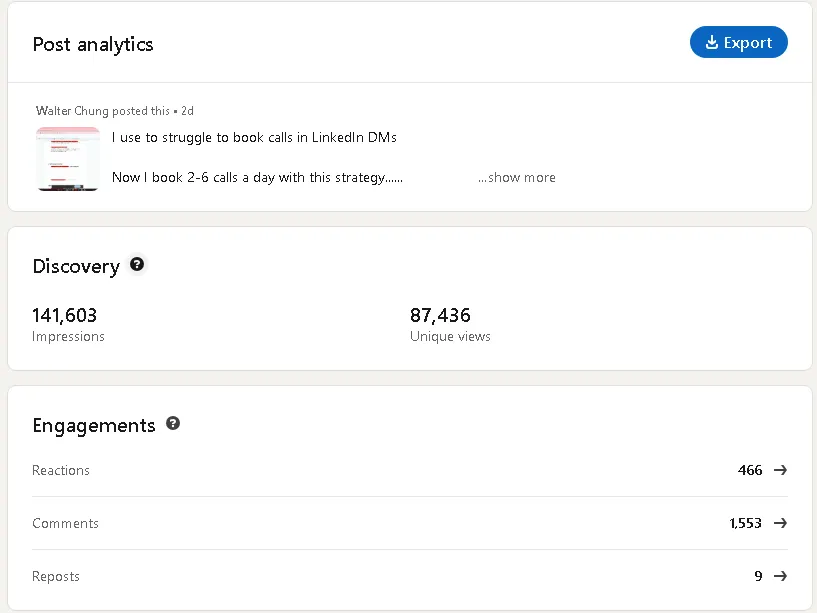 Post analytics
Export
Walter Chung posted this • 2d
I use to struggle to book calls in LinkedIn DMs
Now I book 2-6 calls a day with this strategy......
...show more
Discovery
141,603
Impressions
87,436
Unique views
Engagements
Reactions
466
Comments
1,553
Reposts
9